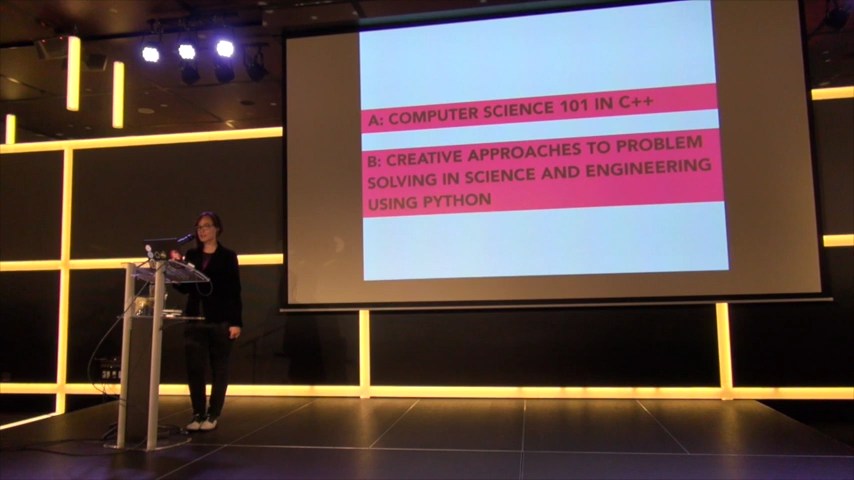 A: COMPUTER SCIENCE 101 IN C++
B: CREATIVE APPROACHES TO PROBLEM
SOLVING IN SCIENCE AND ENGINEERING
USING PYTHON